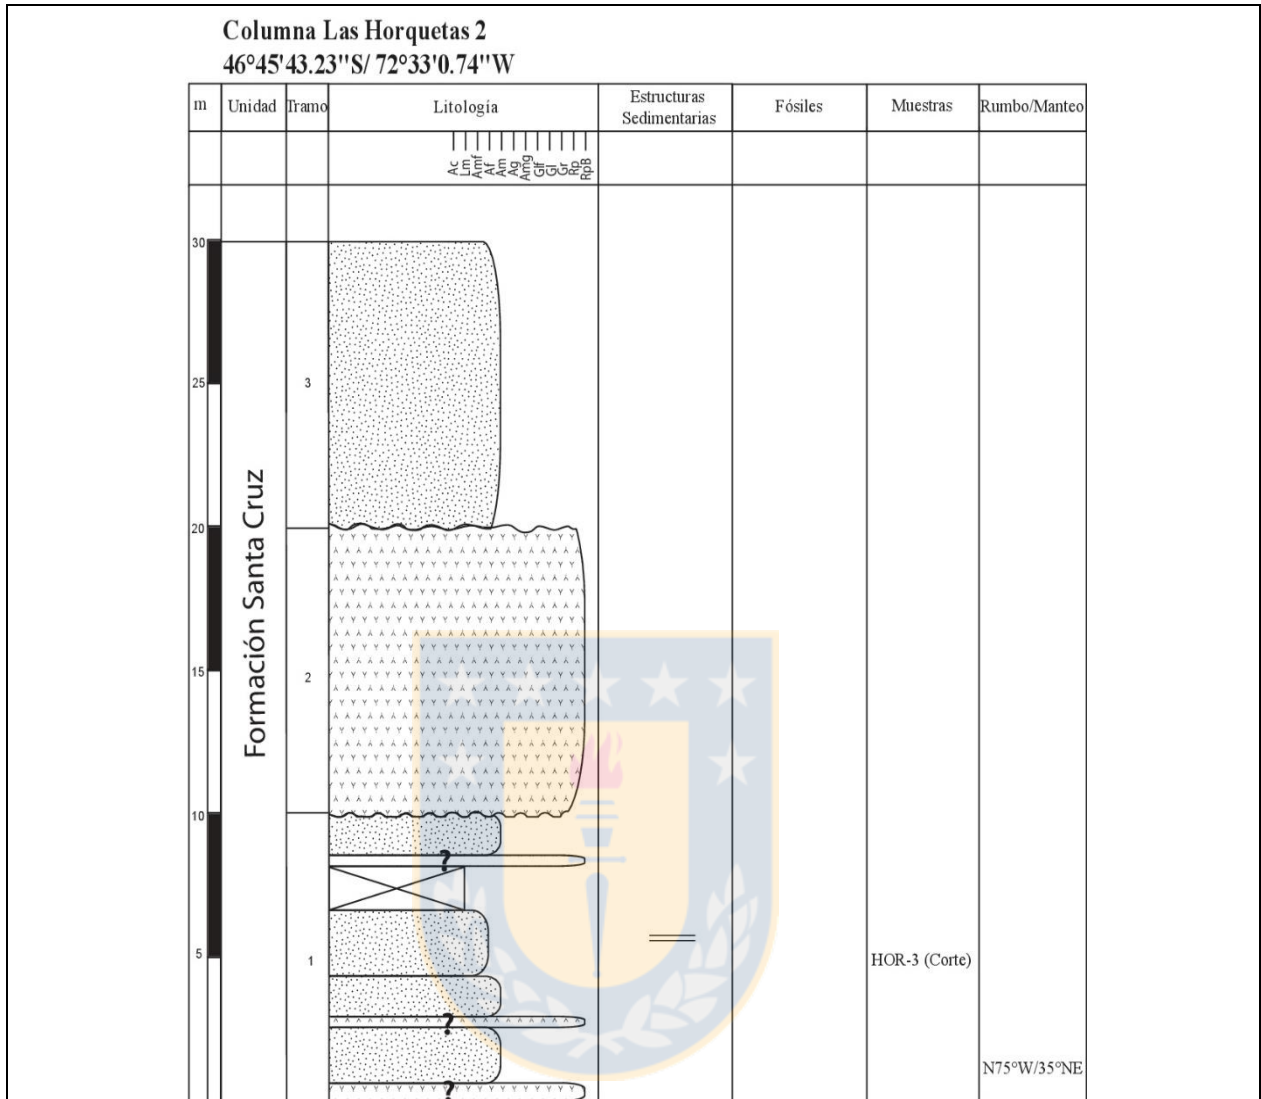 Columna Las Horquetas 2
46°45'43.23"S/ 72°33'0.74"W
m Unidad Tramo Litología Estructuras Sedimentarias Fósiles Muestras Rumbo/Manteo
Ac Lm Amf Af Am Ag Amg Glf Gl Gr Rp RpB
30
25 3
20
Formación Santa Cruz
15 2
10
?
5 1 HOR-3 (Corte)
?
N75°W/35°NE
?